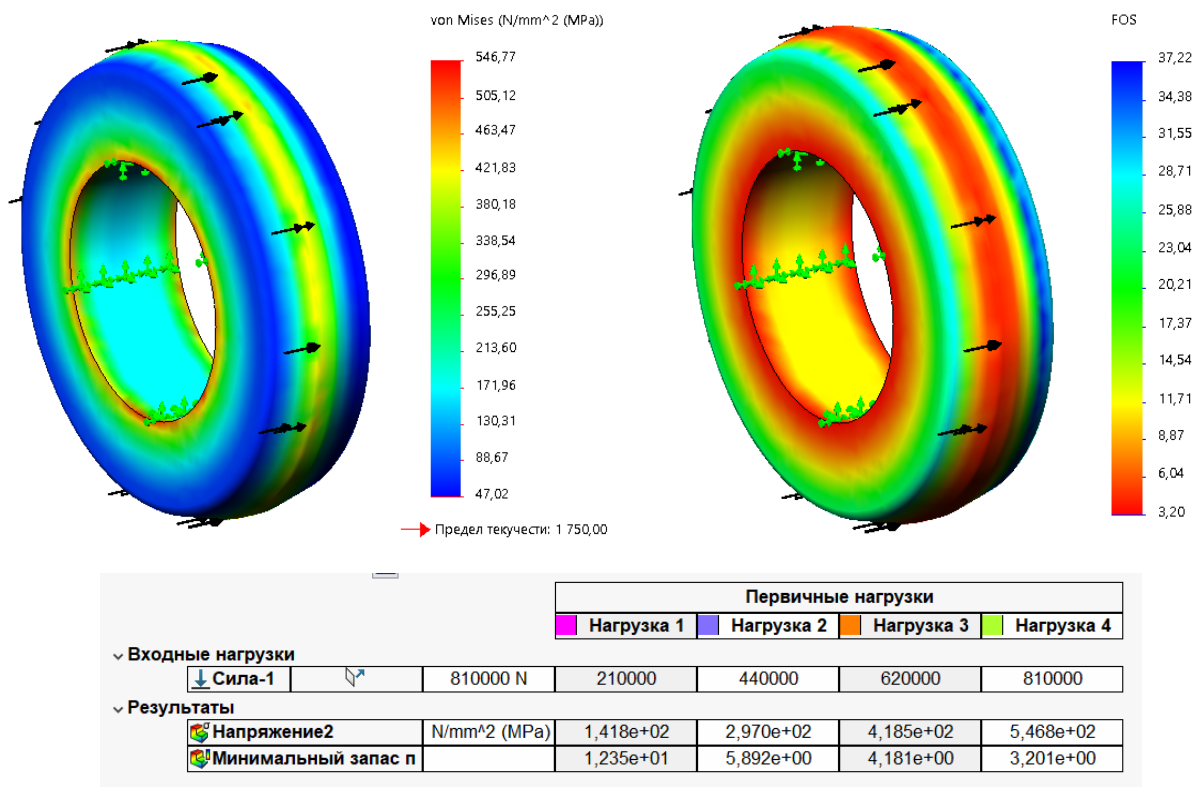 von Mises (N/mm^2 (MPa))
546,77
505,12
463,47
421,83
380,18
338,54
296,89
255,25
213,60
171,96
130,31
88,67
47,02
Предел текучести: 1 750,00
FOS
37,22
34,38
31,55
28,71
25,88
23,04
20,21
17,37
14,54
11,71
8,87
6,04
3,20
Первичные нагрузки
Нагрузка 1 Нагрузка 2 Нагрузка 3 Нагрузка 4
Входные нагрузки
Сила-1 810000 N 210000 440000 620000 810000
Результаты
Напряжение2 N/mm^2 (MPa) 1,418e+02 2,970e+02 4,185e+02 5,468e+02
Минимальный запас п 1,235e+01 5,892e+00 4,181e+00 3,201e+00